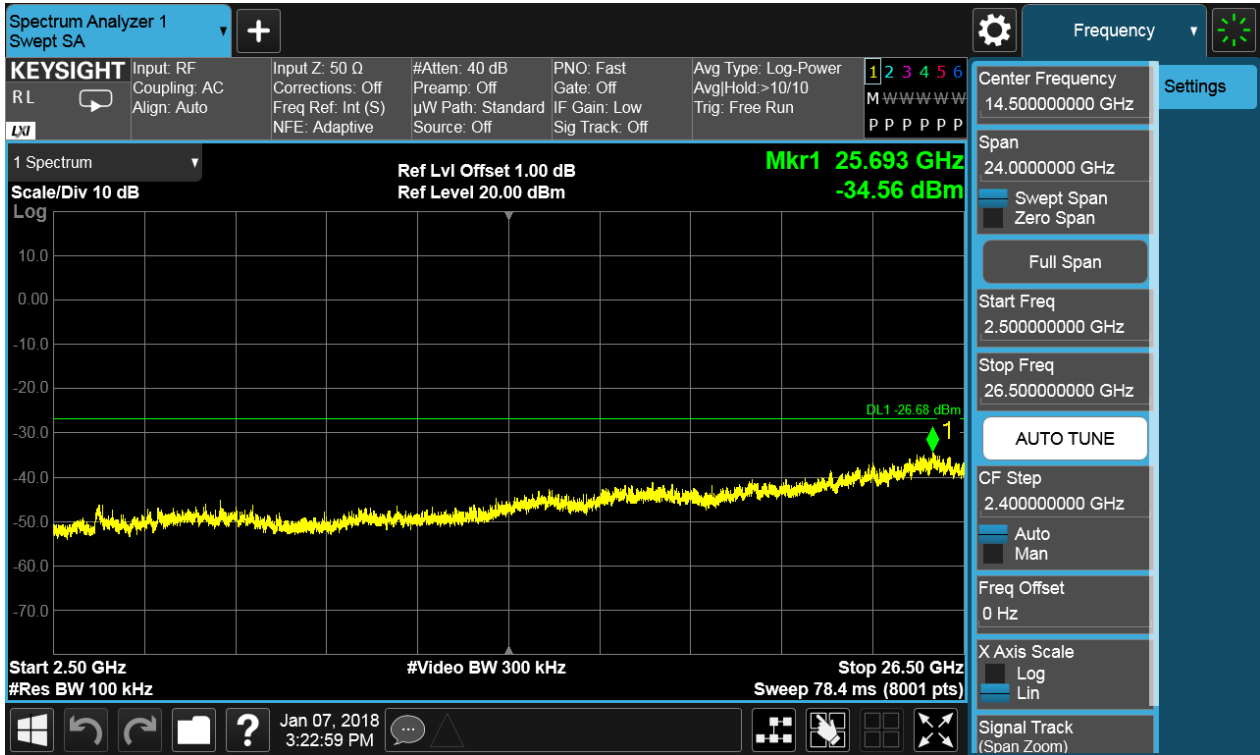 Spectrum Analyzer 1
Swept SA
+
Frequency
KEYSIGHT
RL
LXI
Input: RF
Coupling: AC
Align: Auto
Input Z: 50 Ω
Corrections: Off
Freq Ref: Int (S)
NFE: Adaptive
#Atten: 40 dB
Preamp: Off
µW Path: Standard
Source: Off
PNO: Fast
Gate: Off
IF Gain: Low
Sig Track: Off
Avg Type: Log-Power
Avg|Hold:>10/10
Trig: Free Run
1 2 3 4 5 6
M W W W W W
P P P P P P
Settings
1 Spectrum
Scale/Div 10 dB
Log
Ref Lvl Offset 1.00 dB
Ref Level 20.00 dBm
Mkr1 25.693 GHz
-34.56 dBm
10.0
0.00
-10.0
-20.0
-30.0
-40.0
-50.0
-60.0
-70.0
DL1 -26.68 dBm
1
Start 2.50 GHz
#Res BW 100 kHz
#Video BW 300 kHz
Stop 26.50 GHz
Sweep 78.4 ms (8001 pts)
Center Frequency
14.500000000 GHz
Span
24.0000000 GHz
Swept Span
Zero Span
Full Span
Start Freq
2.500000000 GHz
Stop Freq
26.500000000 GHz
AUTO TUNE
CF Step
2.400000000 GHz
Auto
Man
Freq Offset
0 Hz
X Axis Scale
Log
Lin
Signal Track
(Span Zoom)
?
Jan 07, 2018
3:22:59 PM